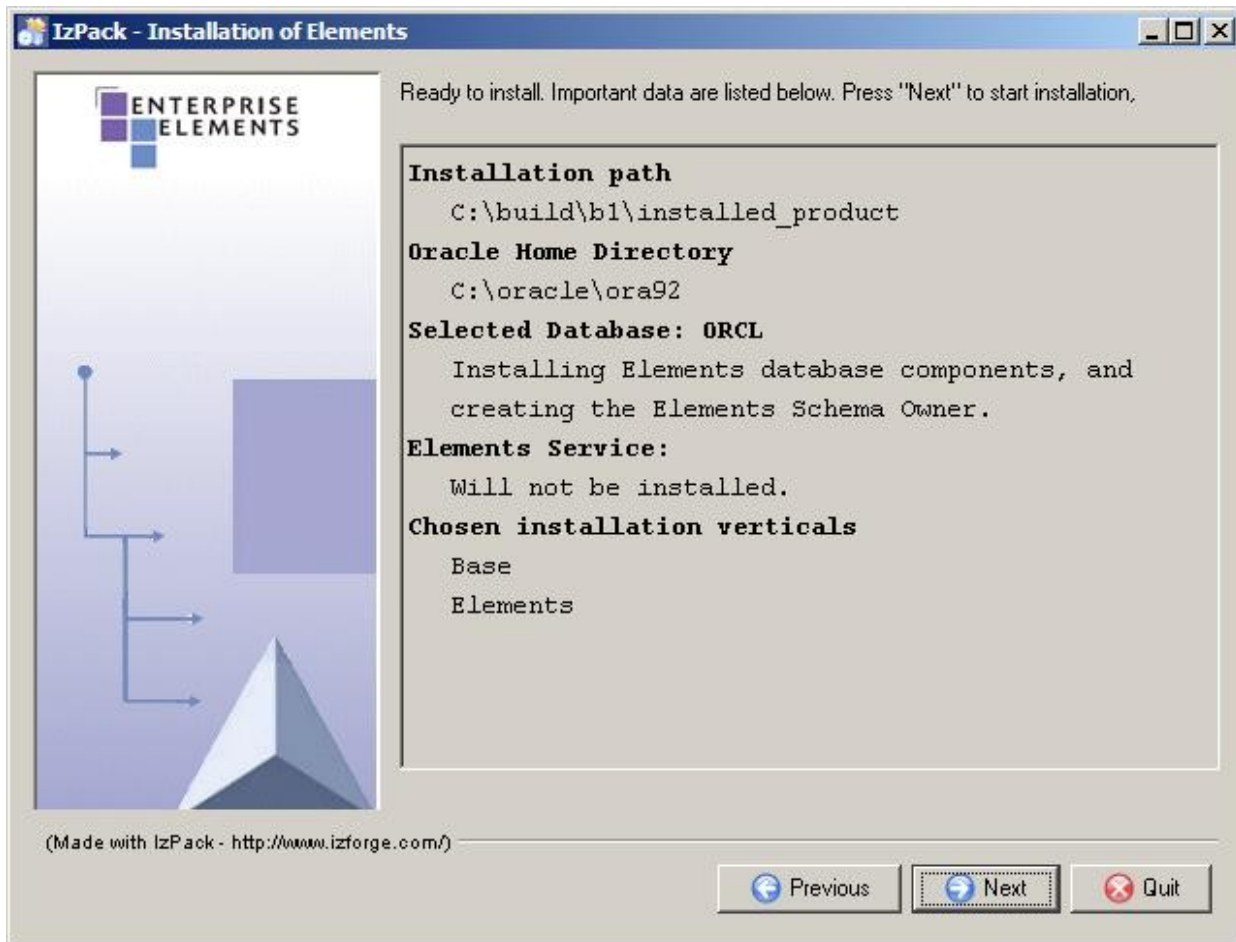 IzPack - Installation of Elements
ENTERPRISE
ELEMENTS
Ready to install. Important data are listed below. Press "Next" to start installation,
Installation path
C:\build\b1\installed_product
Oracle Home Directory
C:\oracle\ora92
Selected Database: ORCL
Installing Elements database components, and
creating the Elements Schema Owner.
Elements Service:
Will not be installed.
Chosen installation verticals
Base
Elements
(Made with IzPack - http://www.izforge.com/)
Previous
Next
Quit